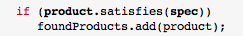 if (product.satisfies(spec))
foundProducts.add(product);